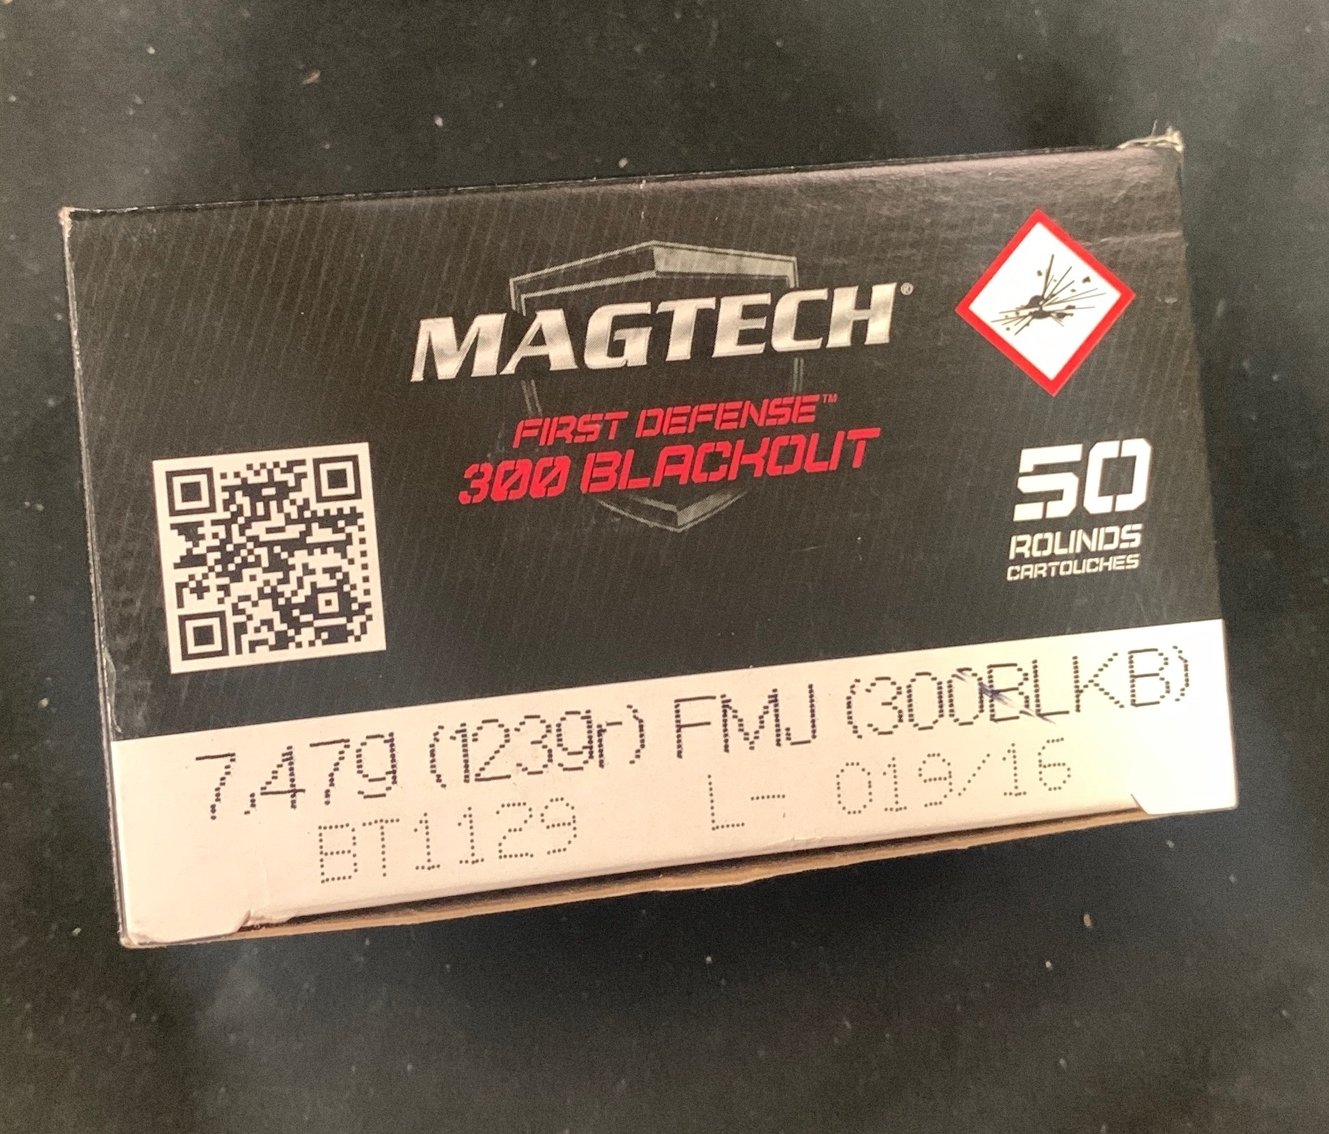 MAGTECH®
FIRST DEFENSE™
300 BLACKOUT
50
ROUNDS
CARTOUCHES
7,47g (123gr) FMJ (300BLKB)
BT1129 L- 019/16